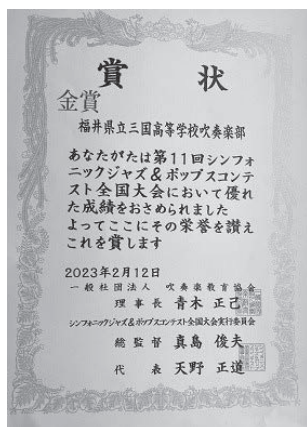 賞状
金賞
福井県立三国高等学校吹奏楽部
あなたがたは第11回シンフォ
ニックジャズ&ポップスコンテ
スト全国大会において優れ
た成績をおさめられました
よってここにその栄誉を讃え
これを賞します
2023年2月12日
一般社団法人 吹奏楽教育協会
理事長 青木 正己
シンフォニックジャズ&ポップスコンテスト全国大会実行委員会
総監督 真島 俊夫
代表 天野 正道